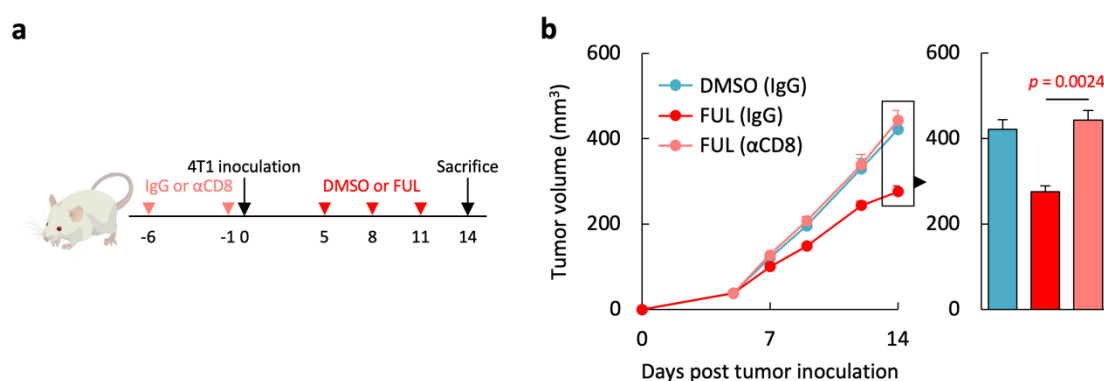 a
4T1 inoculation
Sacrifice
IgG or αCD8
DMSO or FUL
-6
-1 0
5
8
11
14
b
600
400
200
0
Tumor volume (mm³)
DMSO (IgG)
FUL (IgG)
FUL (αCD8)
0
7
14
Days post tumor inoculation
600
400
200
0
p = 0.0024